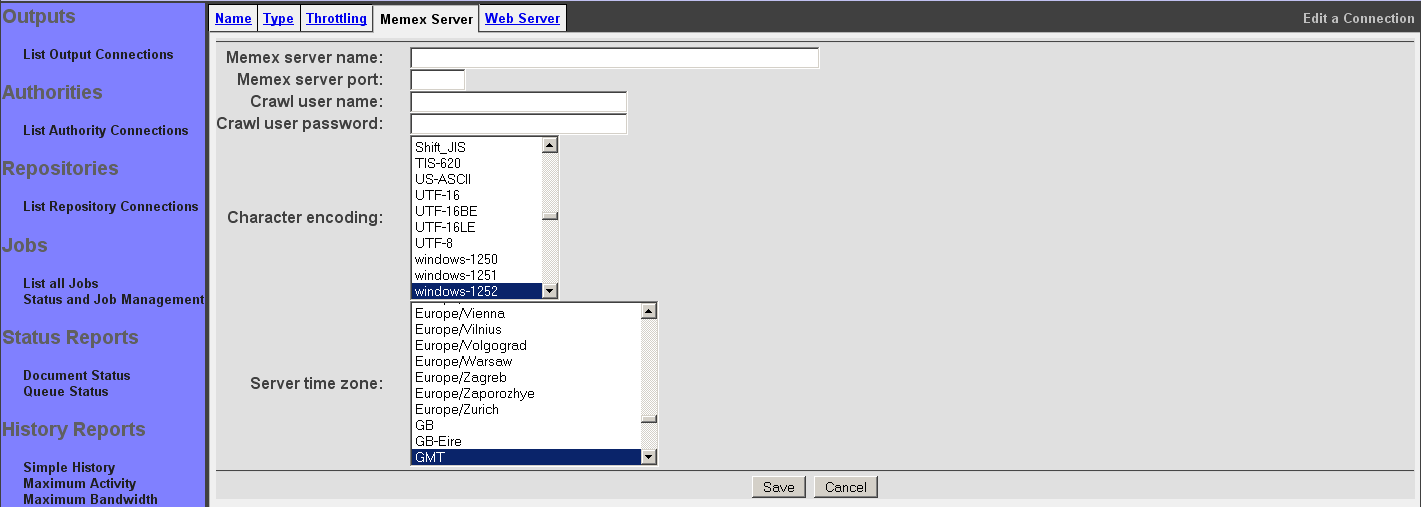 Outputs
List Output Connections
Authorities
List Authority Connections
Repositories
List Repository Connections
Jobs
List all Jobs
Status and Job Management
Status Reports
Document Status
Queue Status
History Reports
Simple History
Maximum Activity
Maximum Bandwidth
Name Type Throttling Memex Server Web Server Edit a Connection
Memex server name:
Memex server port:
Crawl user name:
Crawl user password:
Character encoding:
Shift_JIS
TIS-620
US-ASCII
UTF-16
UTF-16BE
UTF-16LE
UTF-8
windows-1250
windows-1251
windows-1252
Server time zone:
Europe/Vienna
Europe/Vilnius
Europe/Volgograd
Europe/Warsaw
Europe/Zagreb
Europe/Zaporozhye
Europe/Zurich
GB
GB-Eire
GMT
Save Cancel